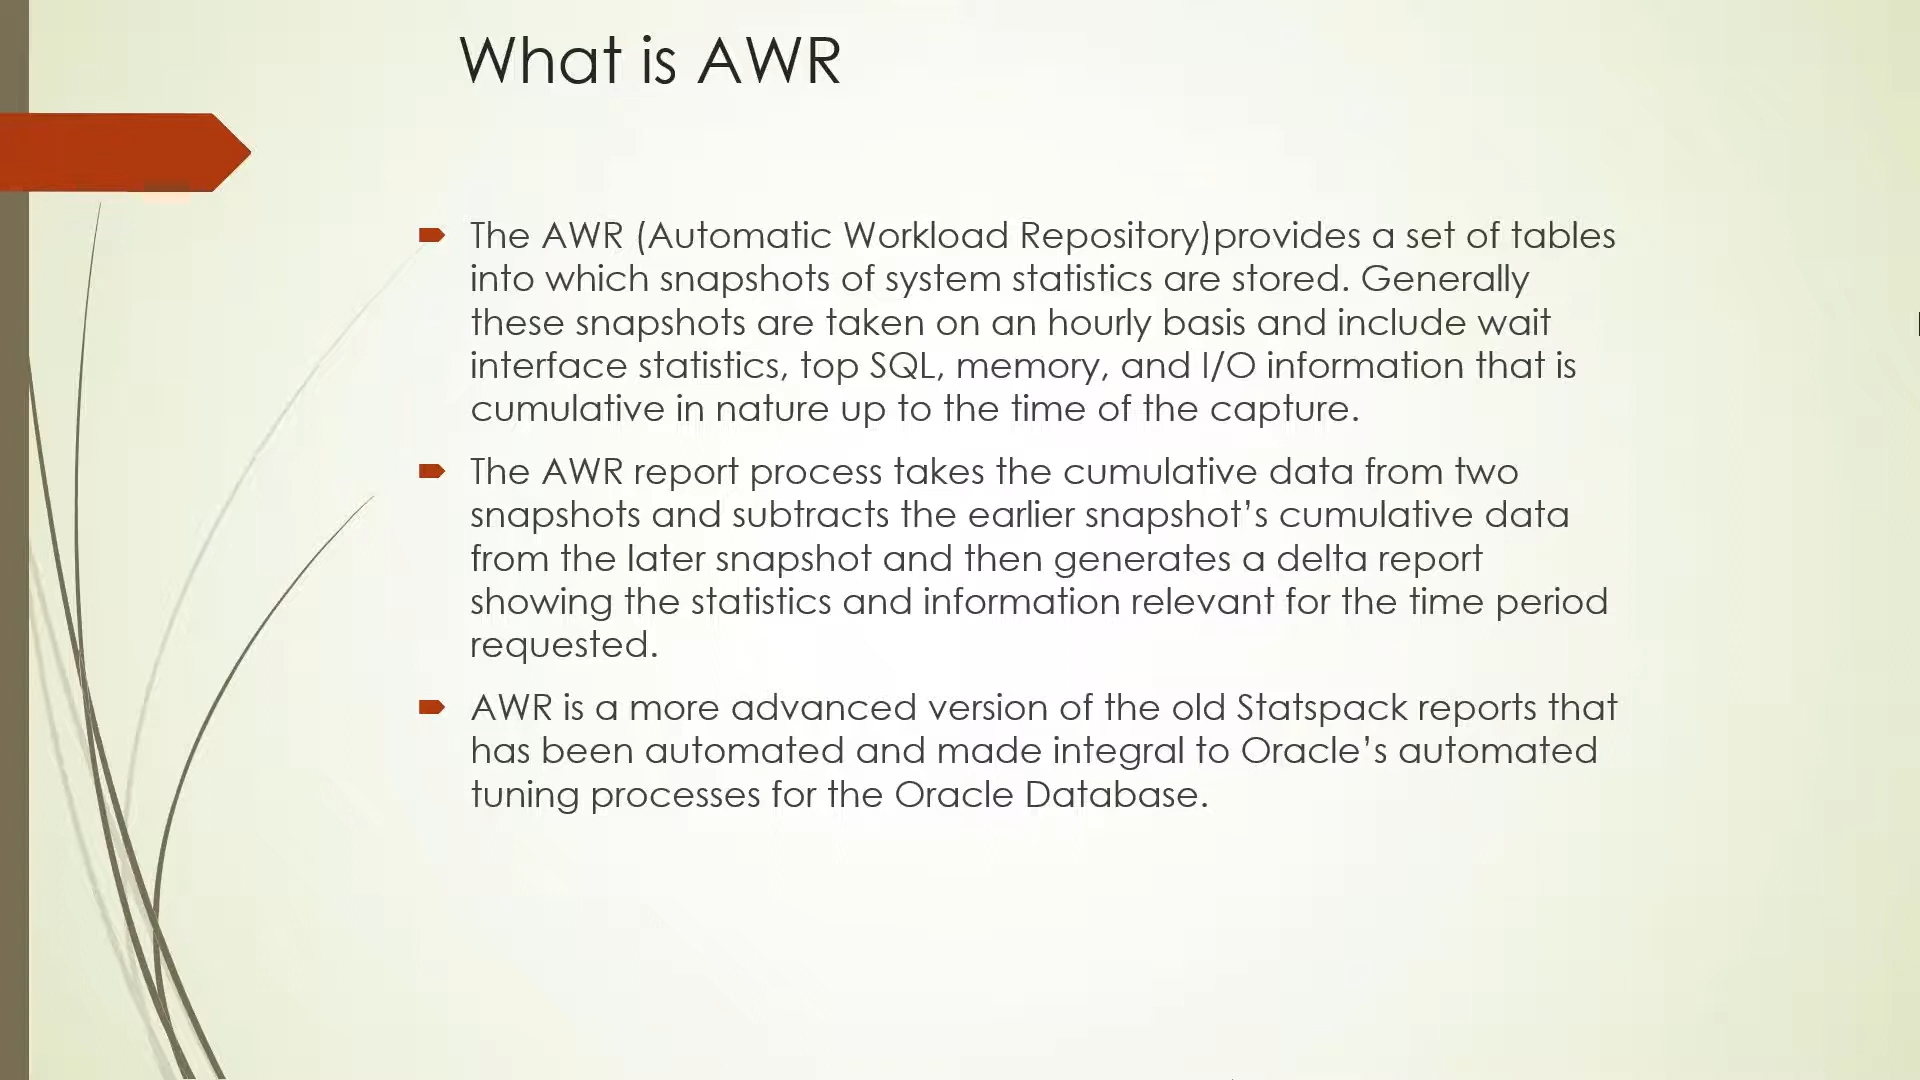 What is AWR
The AWR (Automatic Workload Repository)provides a set of tables
into which snapshots of system statistics are stored. Generally
these snapshots are taken on an hourly basis and include wait
interface statistics, top SQL, memory, and I/O information that is
cumulative in nature up to the time of the capture.
The AWR report process takes the cumulative data from two
snapshots and subtracts the earlier snapshot’s cumulative data
from the later snapshot and then generates a delta report
showing the statistics and information relevant for the time period
requested.
AWR is a more advanced version of the old Statspack reports that
has been automated and made integral to Oracle’s automated
tuning processes for the Oracle Database.